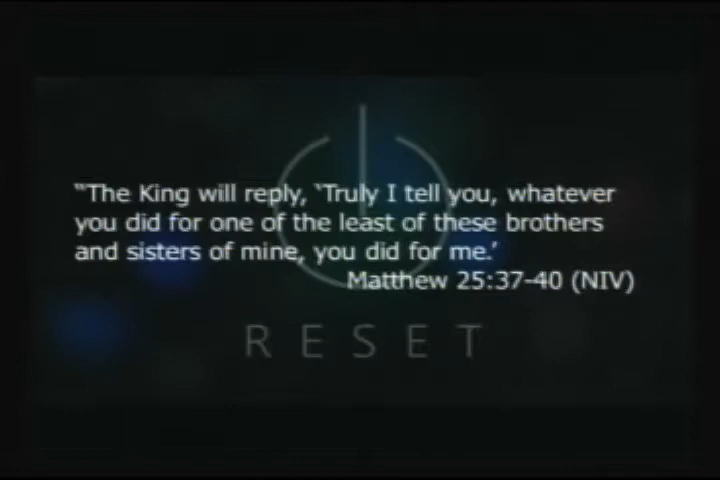 “The King will reply, ‘Truly I tell you, whatever
you did for one of the least of these brothers
and sisters of mine, you did for me.’
Matthew 25:37-40 (NIV)
RESET